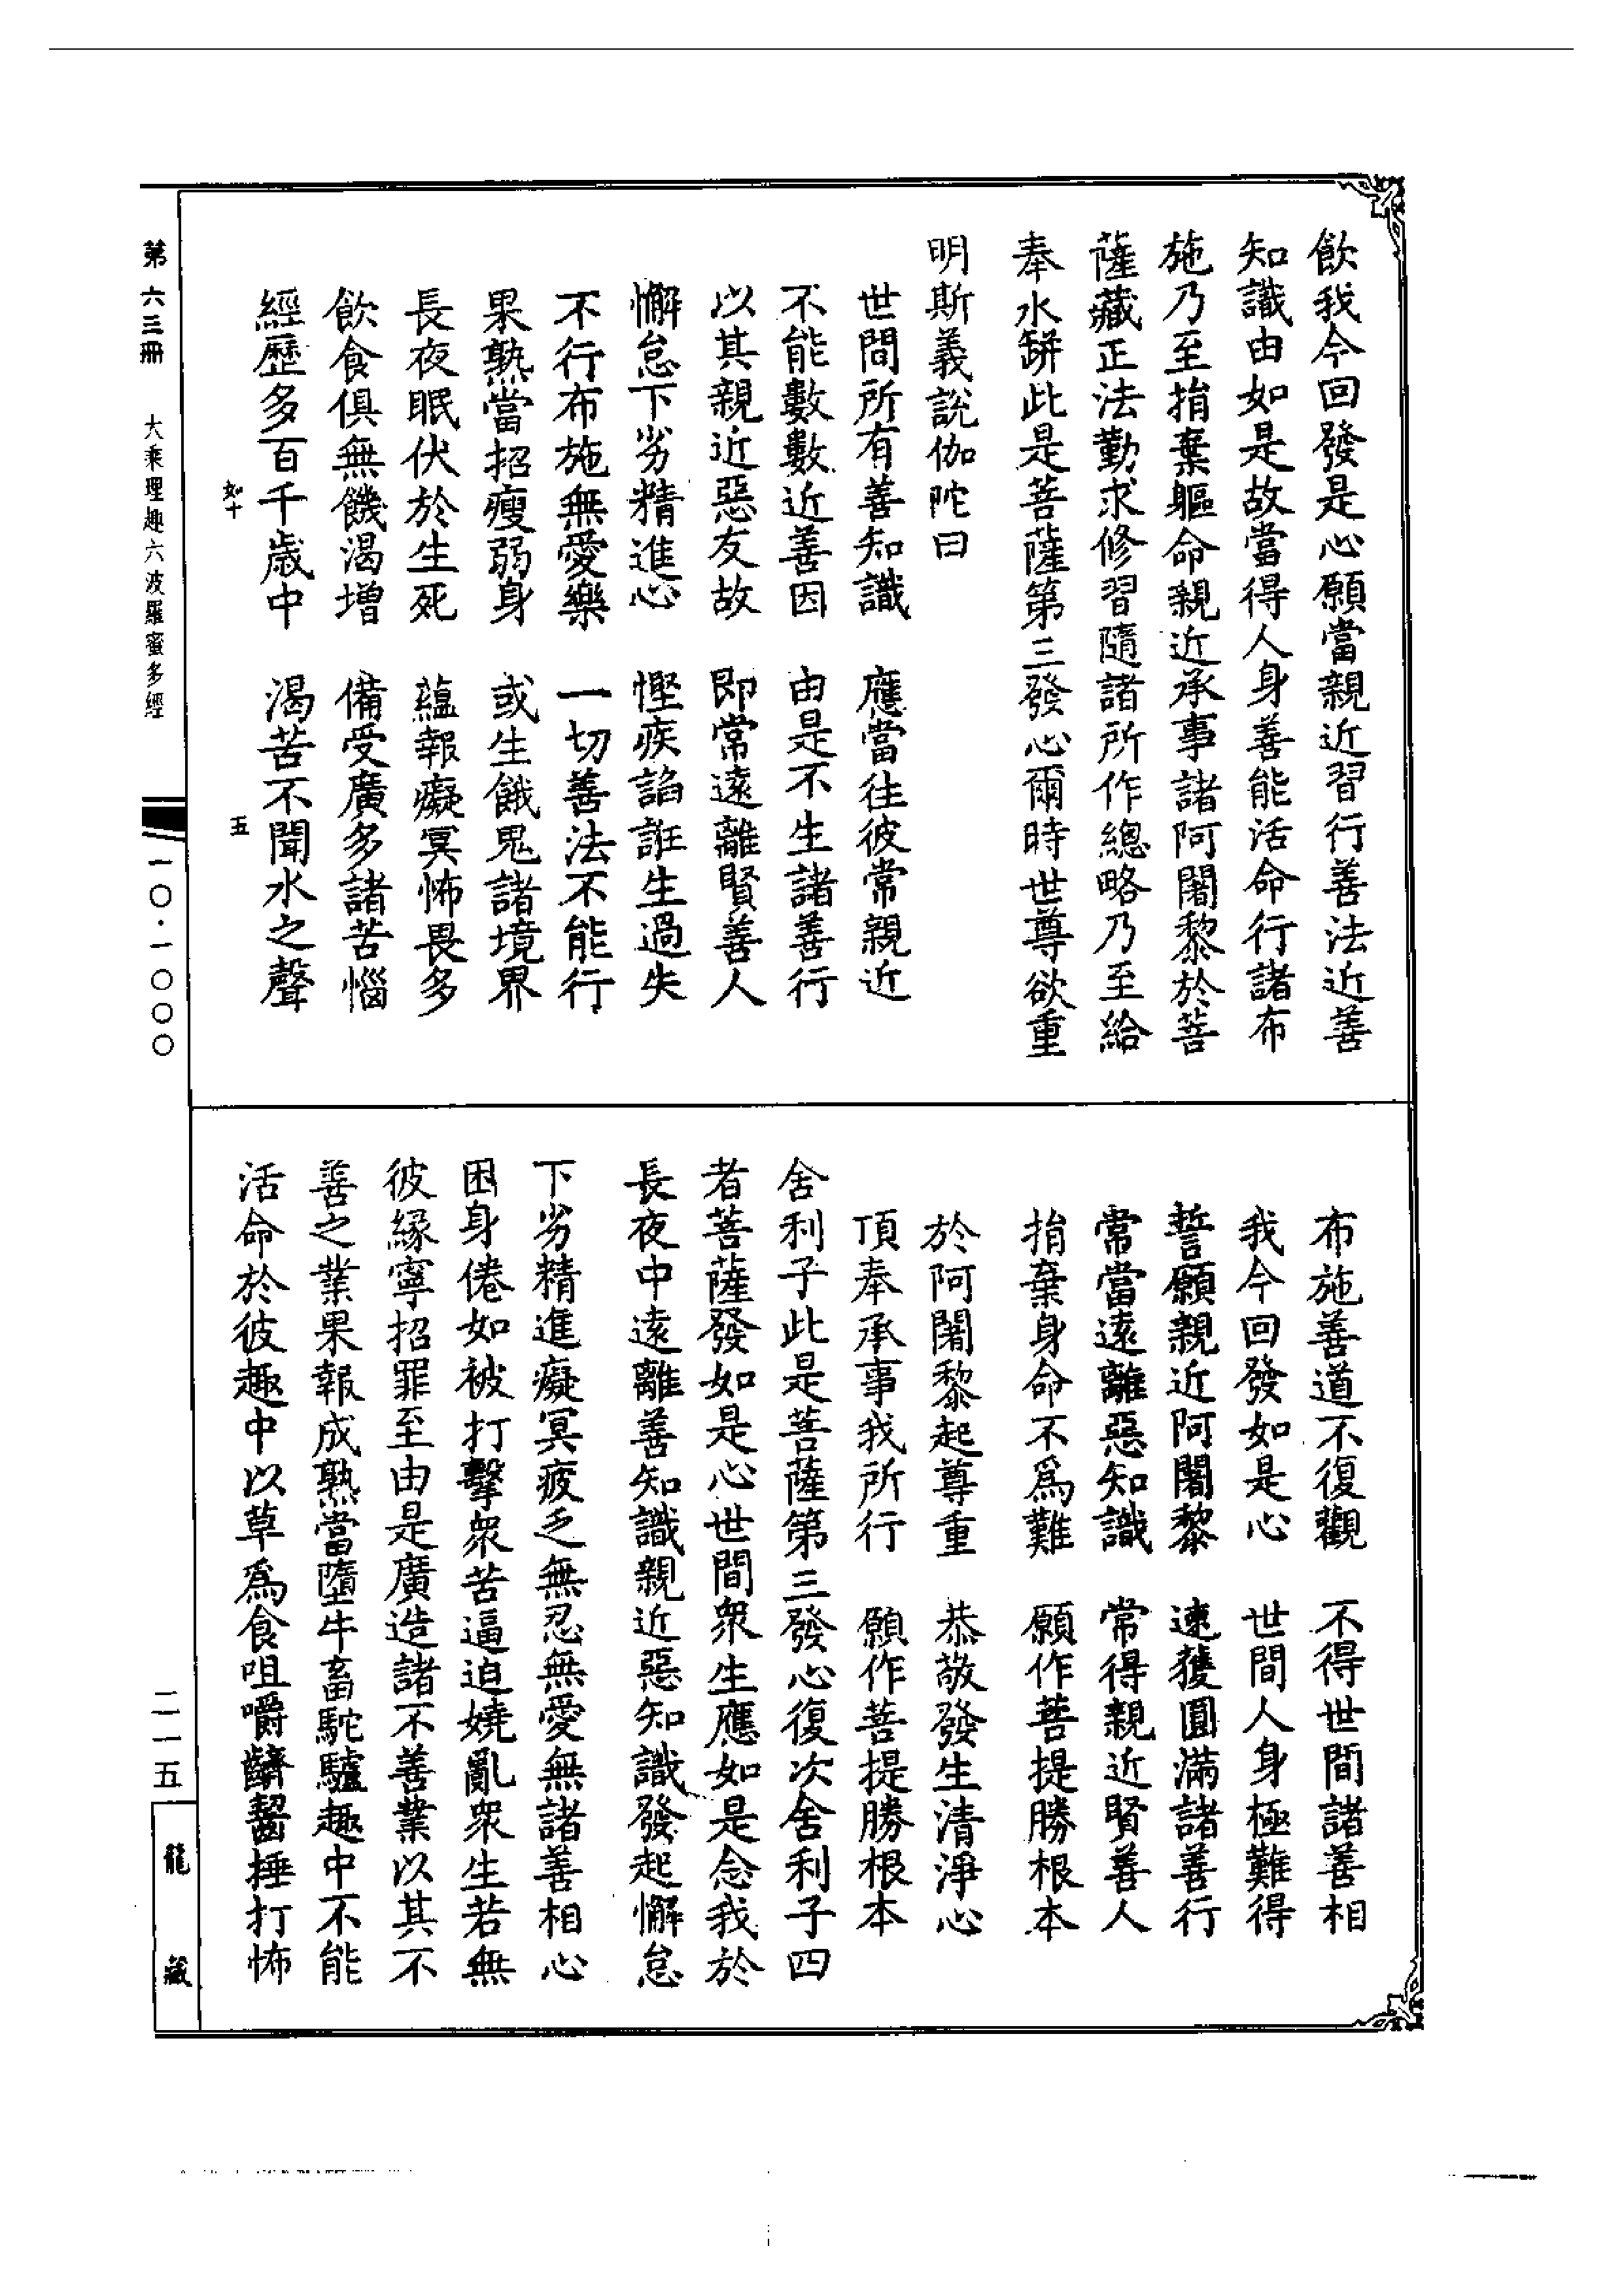 飲我今回發是心願當親近習行善法近善
知識由如是故當得人身善能活命行諸布
施乃至捐棄軀命親近承事諸阿闍黎於菩
薩藏正法勤求修習隨諸所作總略乃至給
奉水缾此是菩薩第三發心爾時世尊欲重
明斯義說伽陀曰
世間所有善知識　應當往彼常親近
不能數數近善因　由是不生諸善行
以其親近惡友故　即常遠離賢善人
懈怠下劣精進心　慳疾諂誑生過失
不行布施無愛樂　一切善法不能行
果熟當招瘦弱身　或生餓鬼諸境界
長夜眠伏於生死　蘊報癡冥怖畏多
飲食俱無饑渴增　備受廣多諸苦惱
經歷多百千歲中　渴苦不聞水之聲
布施善道不復觀　不得世間諸善相
我今回發如是心　世間人身極難得
誓願親近阿闍黎　速獲圓滿諸善行
常當遠離惡知識　常得親近賢善人
捐棄身命不為難　願作菩提勝根本
於阿闍黎起尊重　恭敬發生清淨心
頂奉承事我所行　願作菩提勝根本
舍利子此是菩薩第三發心復次舍利子四
者菩薩發如是心世間眾生應如是念我於
長夜中遠離善知識親近惡知識發起懈怠
下劣精進癡冥疲乏無忍無愛無諸善相心
困身倦如被打擊眾苦逼迫嬈亂眾生若無
彼緣寧招罪至由是廣造諸不善業以其不
善之業果報成熟當墮牛畜駝驢趣中不能
活命於彼趣中以草為食咀嚼齩齧捶打怖
第六三冊　大乘理趣六波羅蜜多經
如十　五
一〇·一〇〇〇
二一五
龍藏